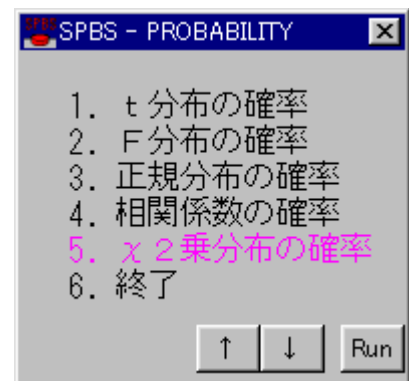 SPBS
SPBS - PROBABILITY
1. ｔ分布の確率
2. Ｆ分布の確率
3. 正規分布の確率
4. 相関係数の確率
5. χ２乗分布の確率
6. 終了
↑ ↓ Run